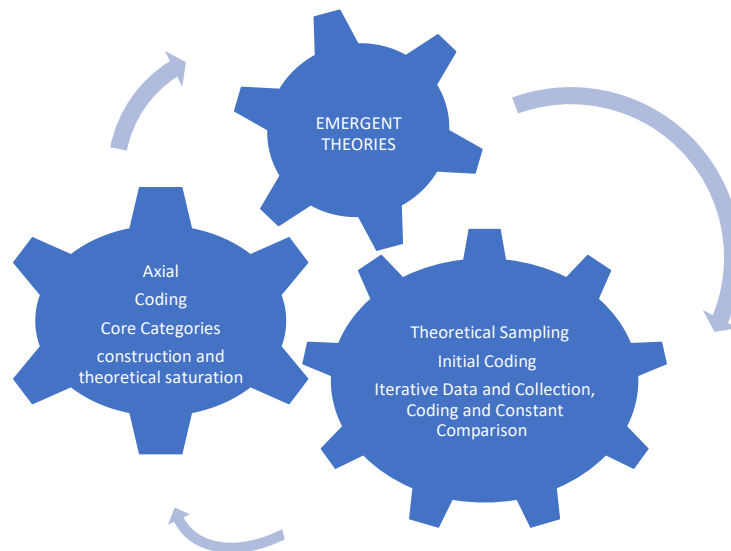 EMERGENT
THEORIES
Axial
Coding
Core Categories
construction and
theoretical saturation
Theoretical Sampling
Initial Coding
Iterative Data and Collection,
Coding and Constant
Comparison